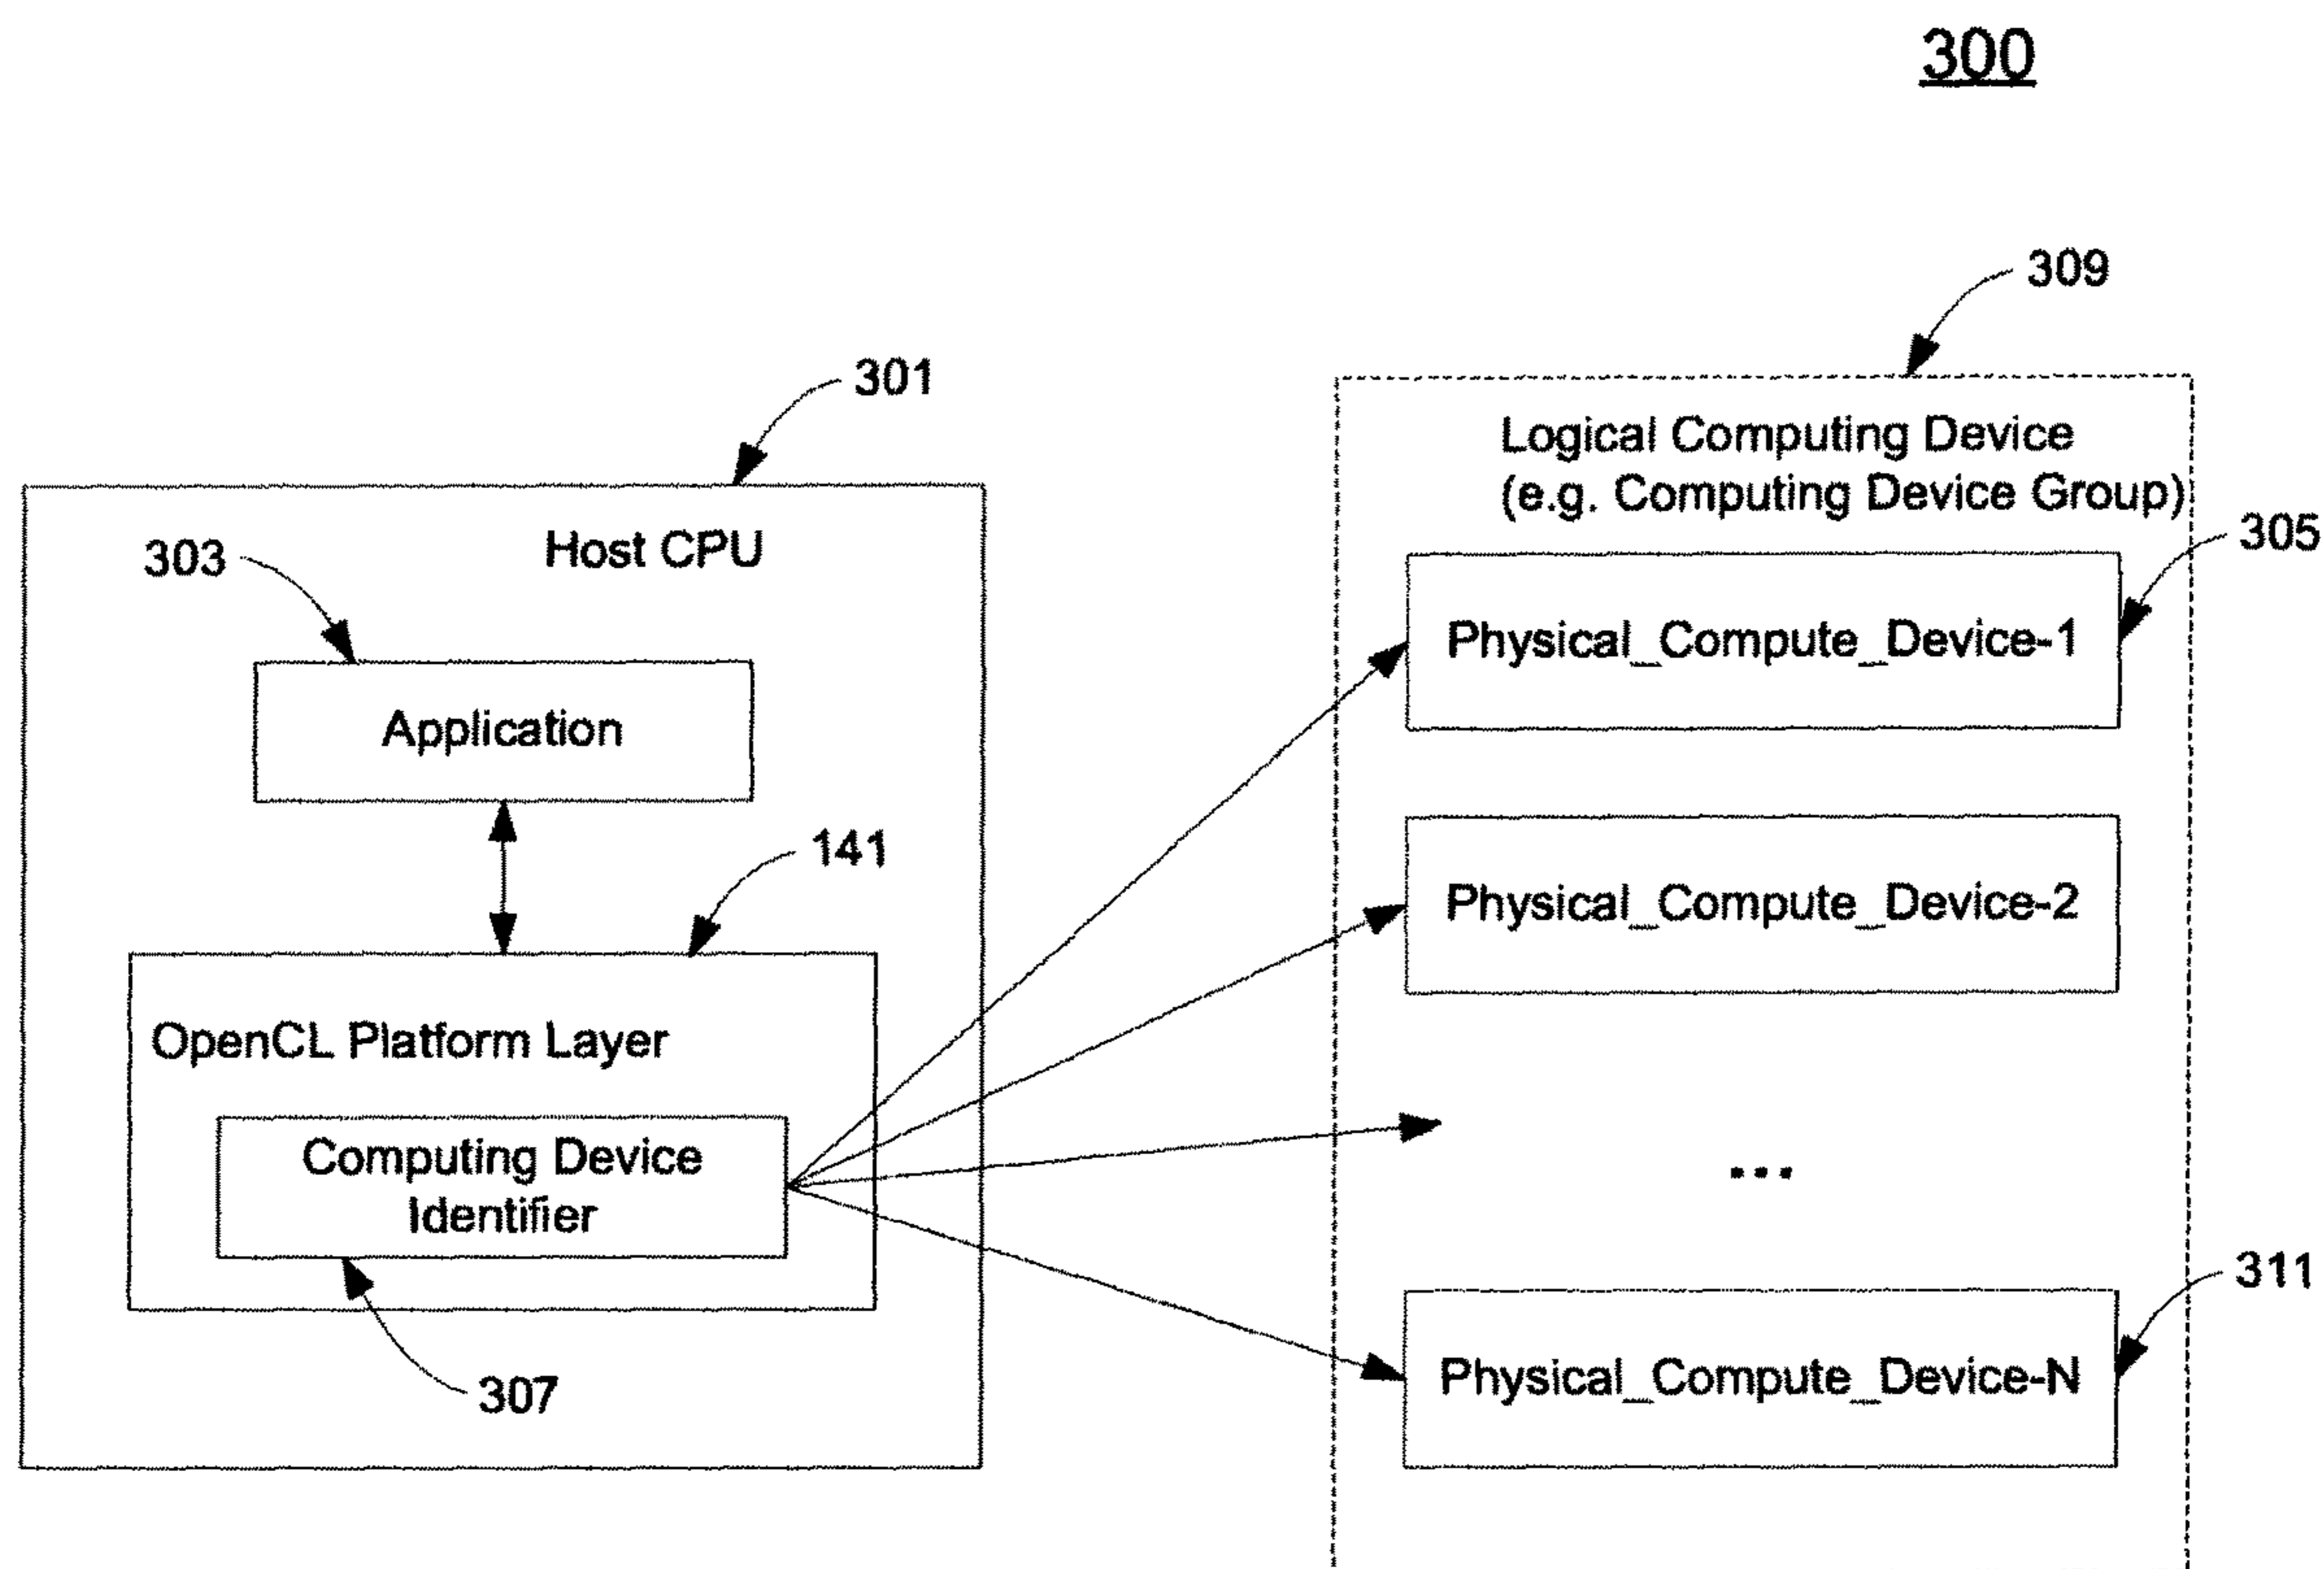 300
309
301
Logical Computing Device
(e.g. Computing Device Group)
305
Host CPU
303
Physical_Compute_Device-1
Application
141
Physical_Compute_Device-2
OpenCL Platform Layer
Computing Device
Identifier
...
311
Physical_Compute_Device-N
307